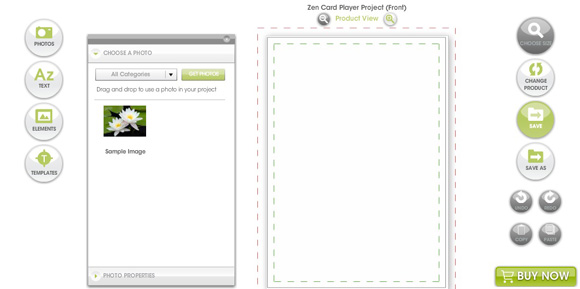 Zen Card Player Project (Front)
Product View
PHOTOS
Az
TEXT
ELEMENTS
T
TEMPLATES
CHOOSE A PHOTO
All Categories
GET PHOTOS
Drag and drop to use a photo in your project
Sample Image
PHOTO PROPERTIES
CHOOSE SIZE
CHANGE
PRODUCT
SAVE
SAVE AS
UNDO
REDO
COPY
PASTE
BUY NOW